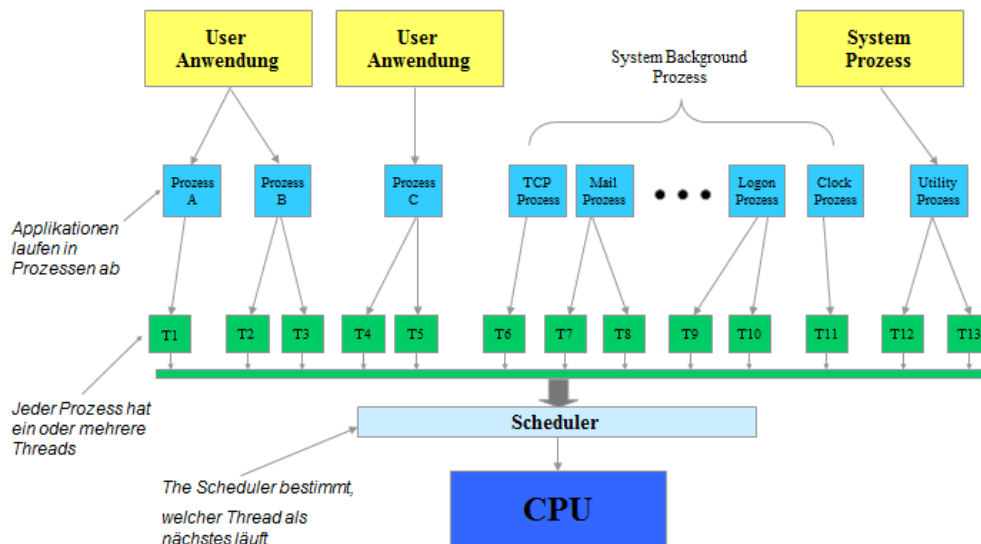 User
Anwendung
User
Anwendung
System Background
Prozess
System
Prozess
Prozess
A
Prozess
B
Prozess
C
TCP
Prozess
Mail
Prozess
Logon
Prozess
Clock
Prozess
Utility
Prozess
Applikationen
laufen in
Prozessen ab
T1
T2
T3
T4
T5
T6
T7
T8
T9
T10
T11
T12
T13
Jeder Prozess hat
ein oder mehrere
Threads
Scheduler
The Scheduler bestimmt,
welcher Thread als
nächstes läuft
CPU